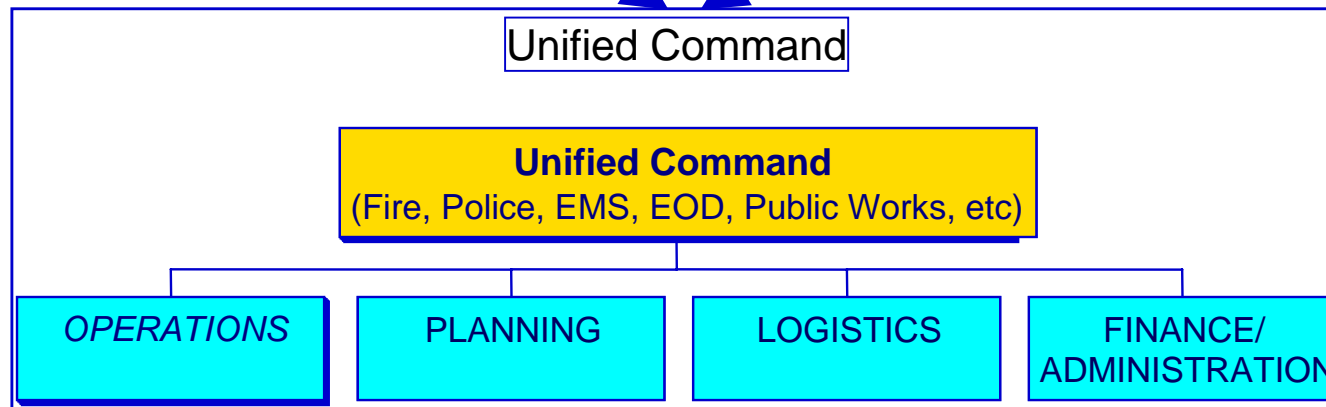 Unified Command
Unified Command
(Fire, Police, EMS, EOD, Public Works, etc)
OPERATIONS
PLANNING
LOGISTICS
FINANCE/
ADMINISTRATION